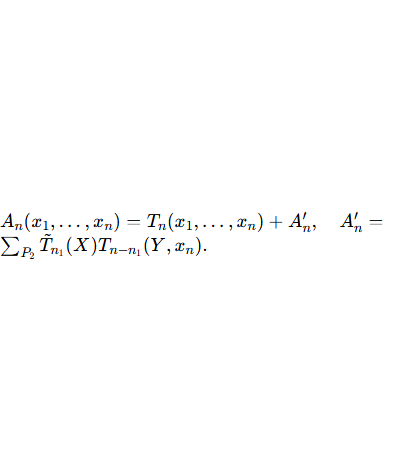 $A_n(x_1, \ldots, x_n) = T_n(x_1, \ldots, x_n) + A'_n, \quad A'_n =$
$\sum_{P_2} \tilde{T}_{n_1}(X) T_{n-n_1}(Y, x_n).$